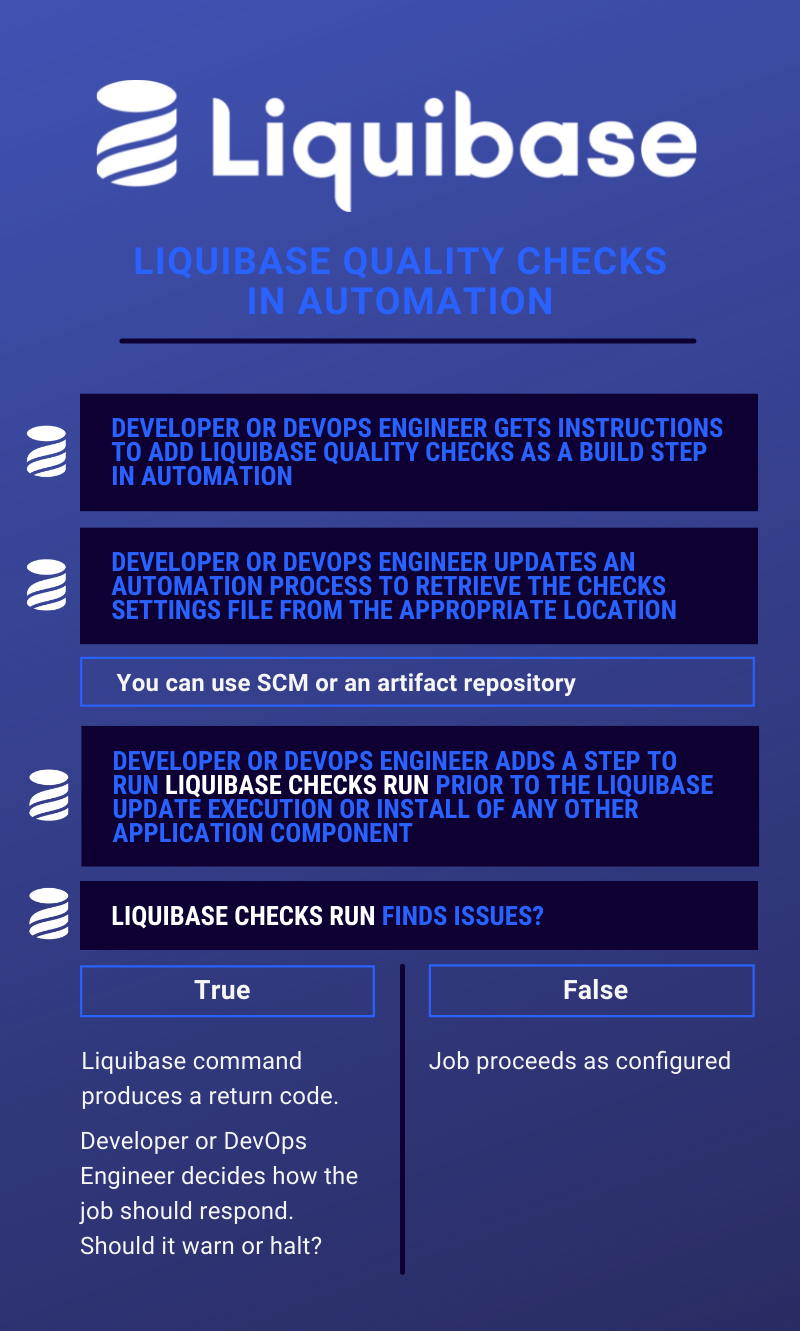 Liquibase
LIQUIBASE QUALITY CHECKS
IN AUTOMATION
DEVELOPER OR DEVOPS ENGINEER GETS INSTRUCTIONS
TO ADD LIQUIBASE QUALITY CHECKS AS A BUILD STEP
IN AUTOMATION
DEVELOPER OR DEVOPS ENGINEER UPDATES AN
AUTOMATION PROCESS TO RETRIEVE THE CHECKS
SETTINGS FILE FROM THE APPROPRIATE LOCATION
You can use SCM or an artifact repository
DEVELOPER OR DEVOPS ENGINEER ADDS A STEP TO
RUN LIQUIBASE CHECKS RUN PRIOR TO THE LIQUIBASE
UPDATE EXECUTION OR INSTALL OF ANY OTHER
APPLICATION COMPONENT
LIQUIBASE CHECKS RUN FINDS ISSUES?
True
Liquibase command
produces a return code.
Developer or DevOps
Engineer decides how the
job should respond.
Should it warn or halt?
False
Job proceeds as configured